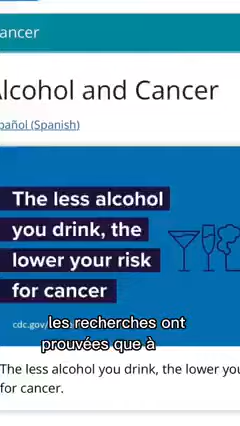 ancer
Alcohol and Cancer
pañol (Spanish)
The less alcohol
you drink, the
lower your risk
for cancer
cdc.gov/
les recherches ont
prouvées que à
The less alcohol you drink, the lower you
for cancer.